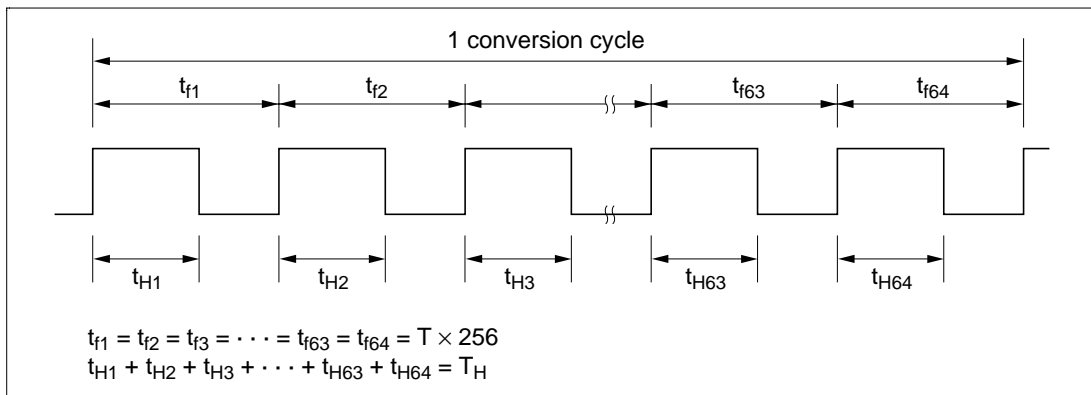 1 conversion cycle
tf1 tf2 tf63 tf64
tH1 tH2 tH3 tH63 tH64
tf1 = tf2 = tf3 = · · · = tf63 = tf64 = T × 256
tH1 + tH2 + tH3 + · · · + tH63 + tH64 = TH